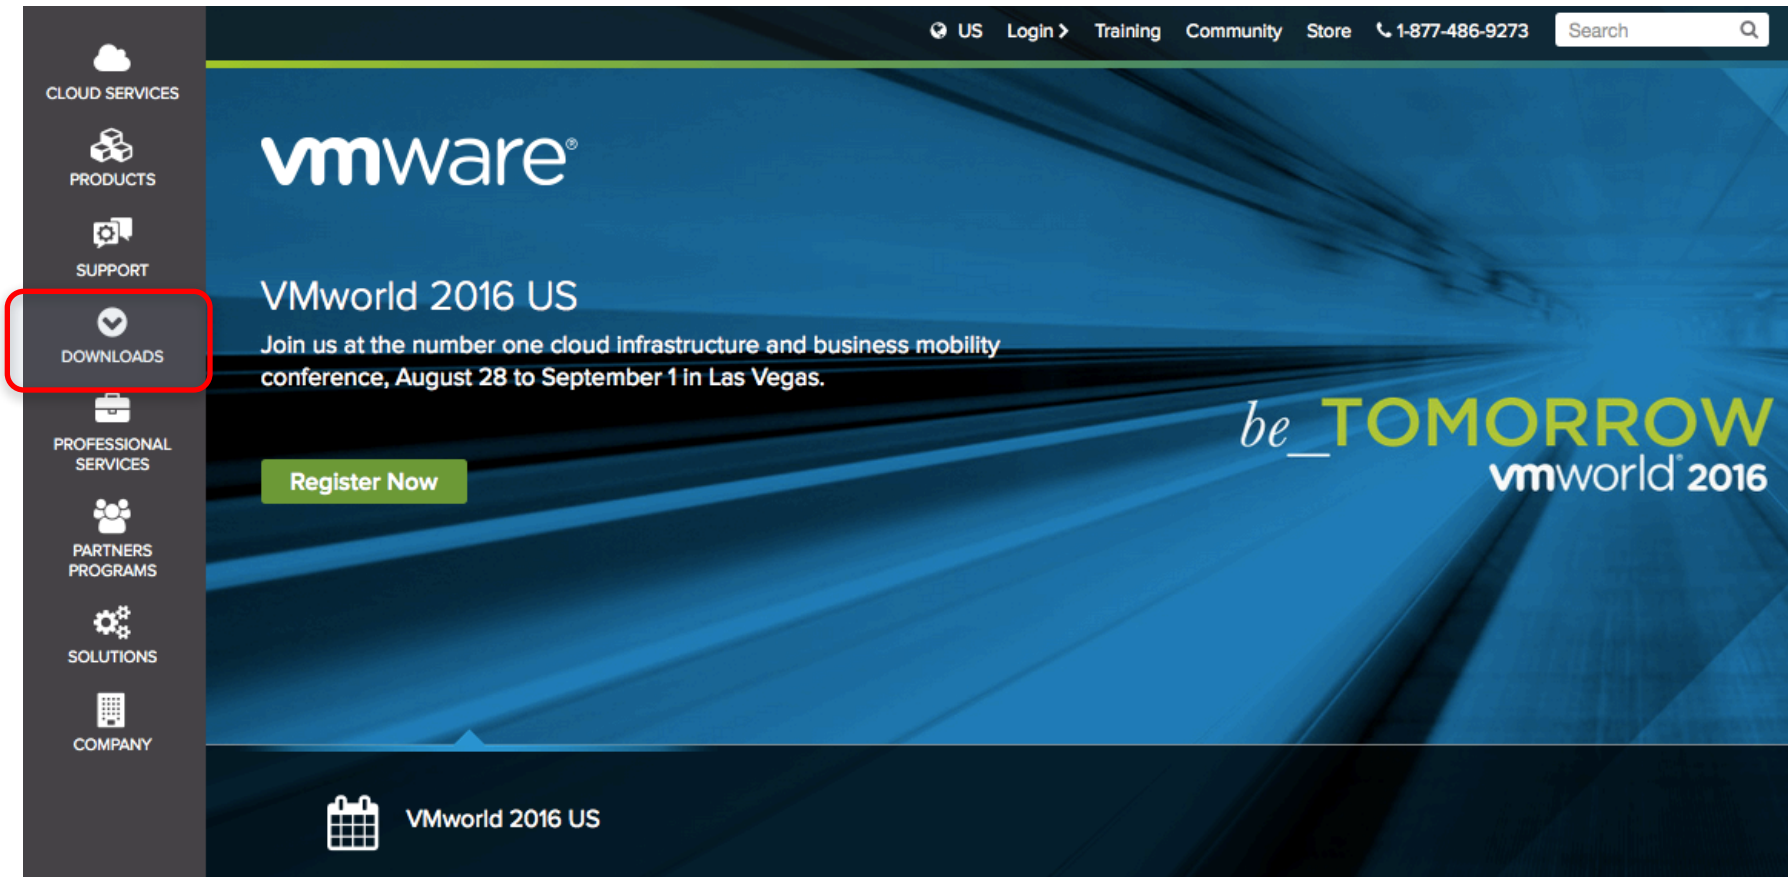 US Login Training Community Store 1-877-486-9273 Search
CLOUD SERVICES
PRODUCTS
SUPPORT
DOWNLOADS
PROFESSIONAL
SERVICES
PARTNERS
PROGRAMS
SOLUTIONS
COMPANY
vmware®
VMworld 2016 US
Join us at the number one cloud infrastructure and business mobility
conference, August 28 to September 1 in Las Vegas.
Register Now
be_TOMORROW
vmworld® 2016
VMworld 2016 US